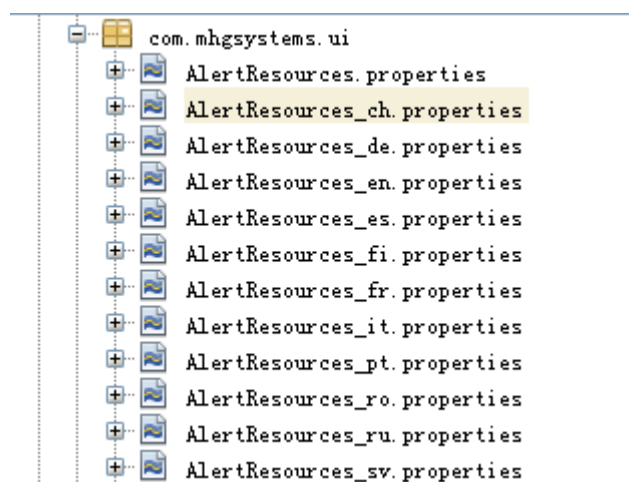 com.mhgsystems.ui
AlertResources.properties
AlertResources_ch.properties
AlertResources_de.properties
AlertResources_en.properties
AlertResources_es.properties
AlertResources_fi.properties
AlertResources_fr.properties
AlertResources_it.properties
AlertResources_pt.properties
AlertResources_ro.properties
AlertResources_ru.properties
AlertResources_sv.properties